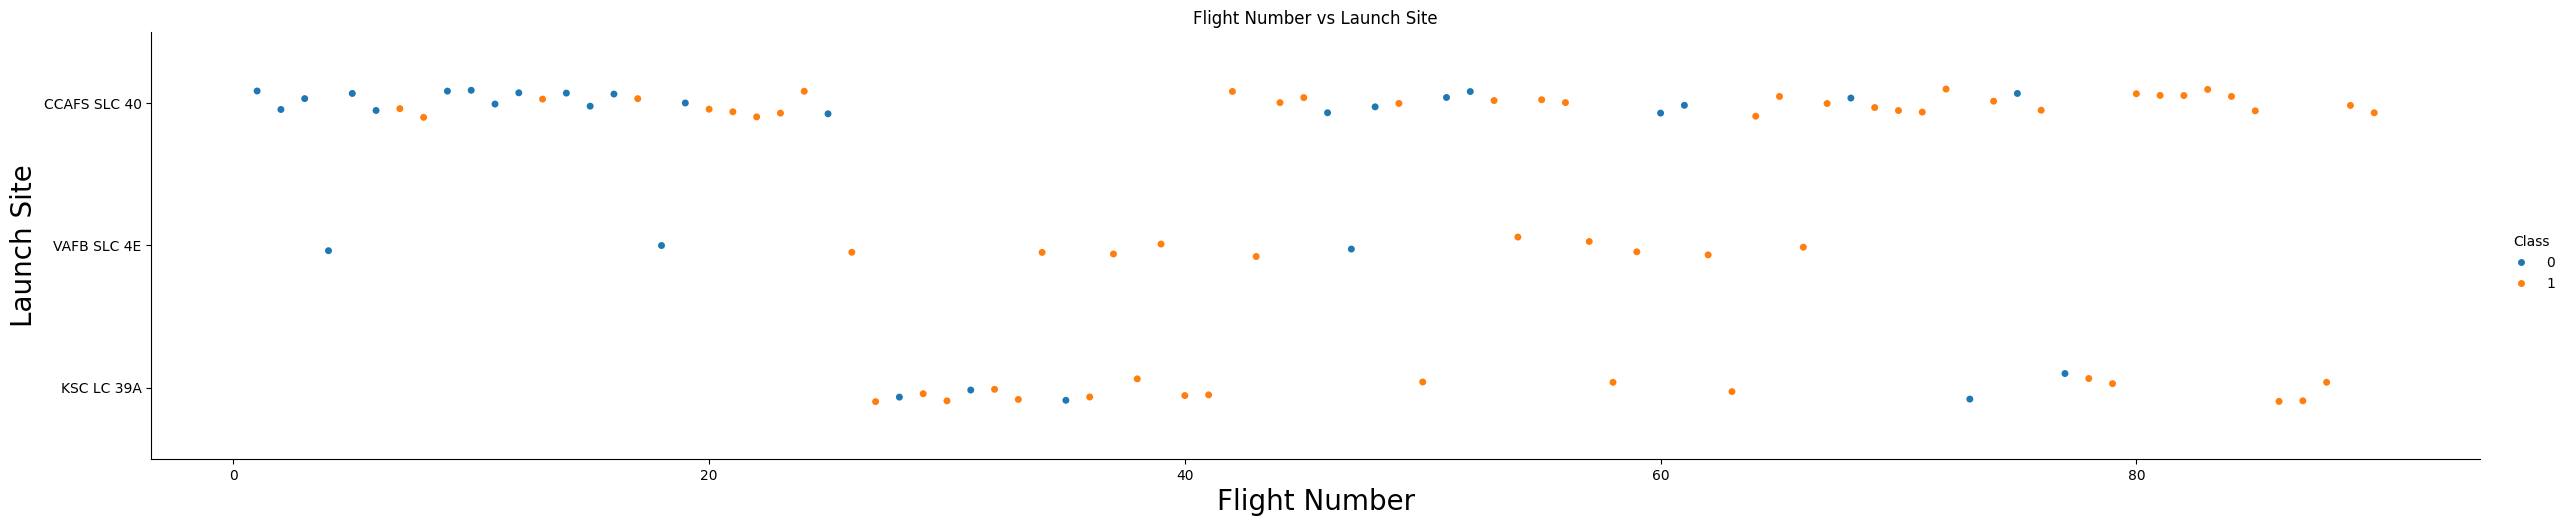 Flight Number vs Launch Site
Launch Site
CCAFS SLC 40
VAFB SLC 4E
KSC LC 39A
0 20 40 60 80
Flight Number
Class
0
1